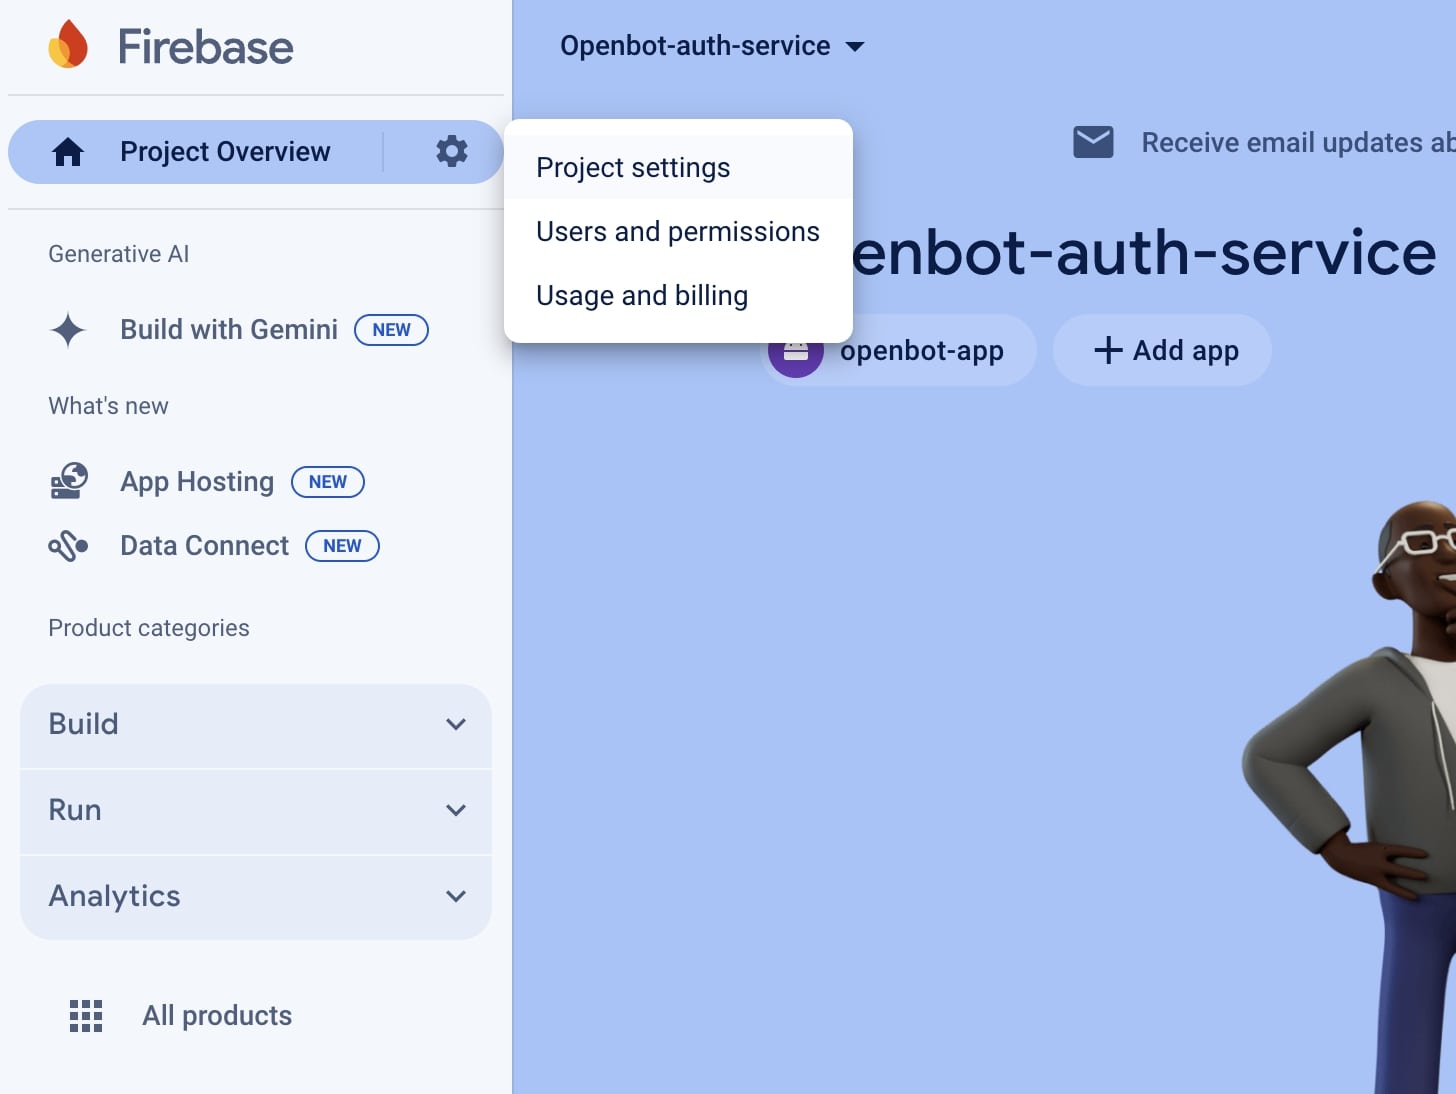 Firebase
Project Overview
Generative AI
Build with Gemini NEW
What's new
App Hosting NEW
Data Connect NEW
Product categories
Build
Run
Analytics
All products
Openbot-auth-service
Project settings
Users and permissions
Usage and billing
Receive email updates
enbot-auth-service
openbot-app
+ Add app